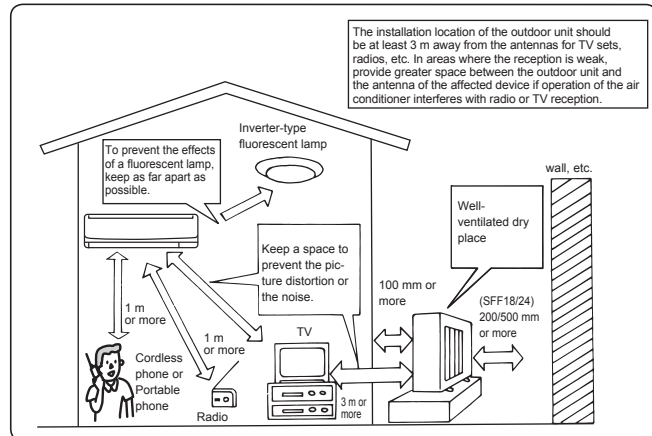 The installation location of the outdoor unit should
be at least 3 m away from the antennas for TV sets,
radios, etc. In areas where the reception is weak,
provide greater space between the outdoor unit and
the antenna of the affected device if operation of the air
conditioner interferes with radio or TV reception.
Inverter-type
fluorescent lamp
To prevent the effects
of a fluorescent lamp,
keep as far apart as
possible.
wall, etc.
Well-
ventilated dry
place
Keep a space to
prevent the pic-
ture distortion or
the noise.
100 mm or
more
(SFF18/24)
200/500 mm
or more
1 m
or more
1 m
or more
TV
Cordless
phone or
Portable
phone
Radio
3 m or
more